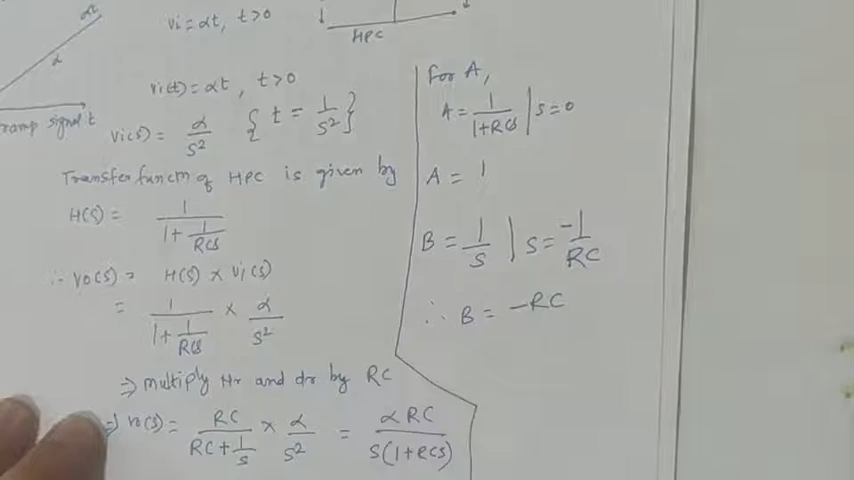 αt
α
ramp signal t
Vi = αt, t>0
HPC
Vi(t) = αt, t>0
Vi(s) = α/s² { t = 1/s² }
Transfer functn of HPC is given by
H(s) = 1/(1+1/RCs)
∴ Vo(s) = H(s) × Vi(s)
= 1/(1+1/RCs) × α/s²
⇒ multiply Nr and dr by RC
⇒ Vo(s) = RC/(RC+1/s) × α/s² = αRC/s(1+RCs)
for A,
A = 1/(1+RCs) | s=0
A = 1
B = 1/s | s = -1/RC
∴ B = -RC